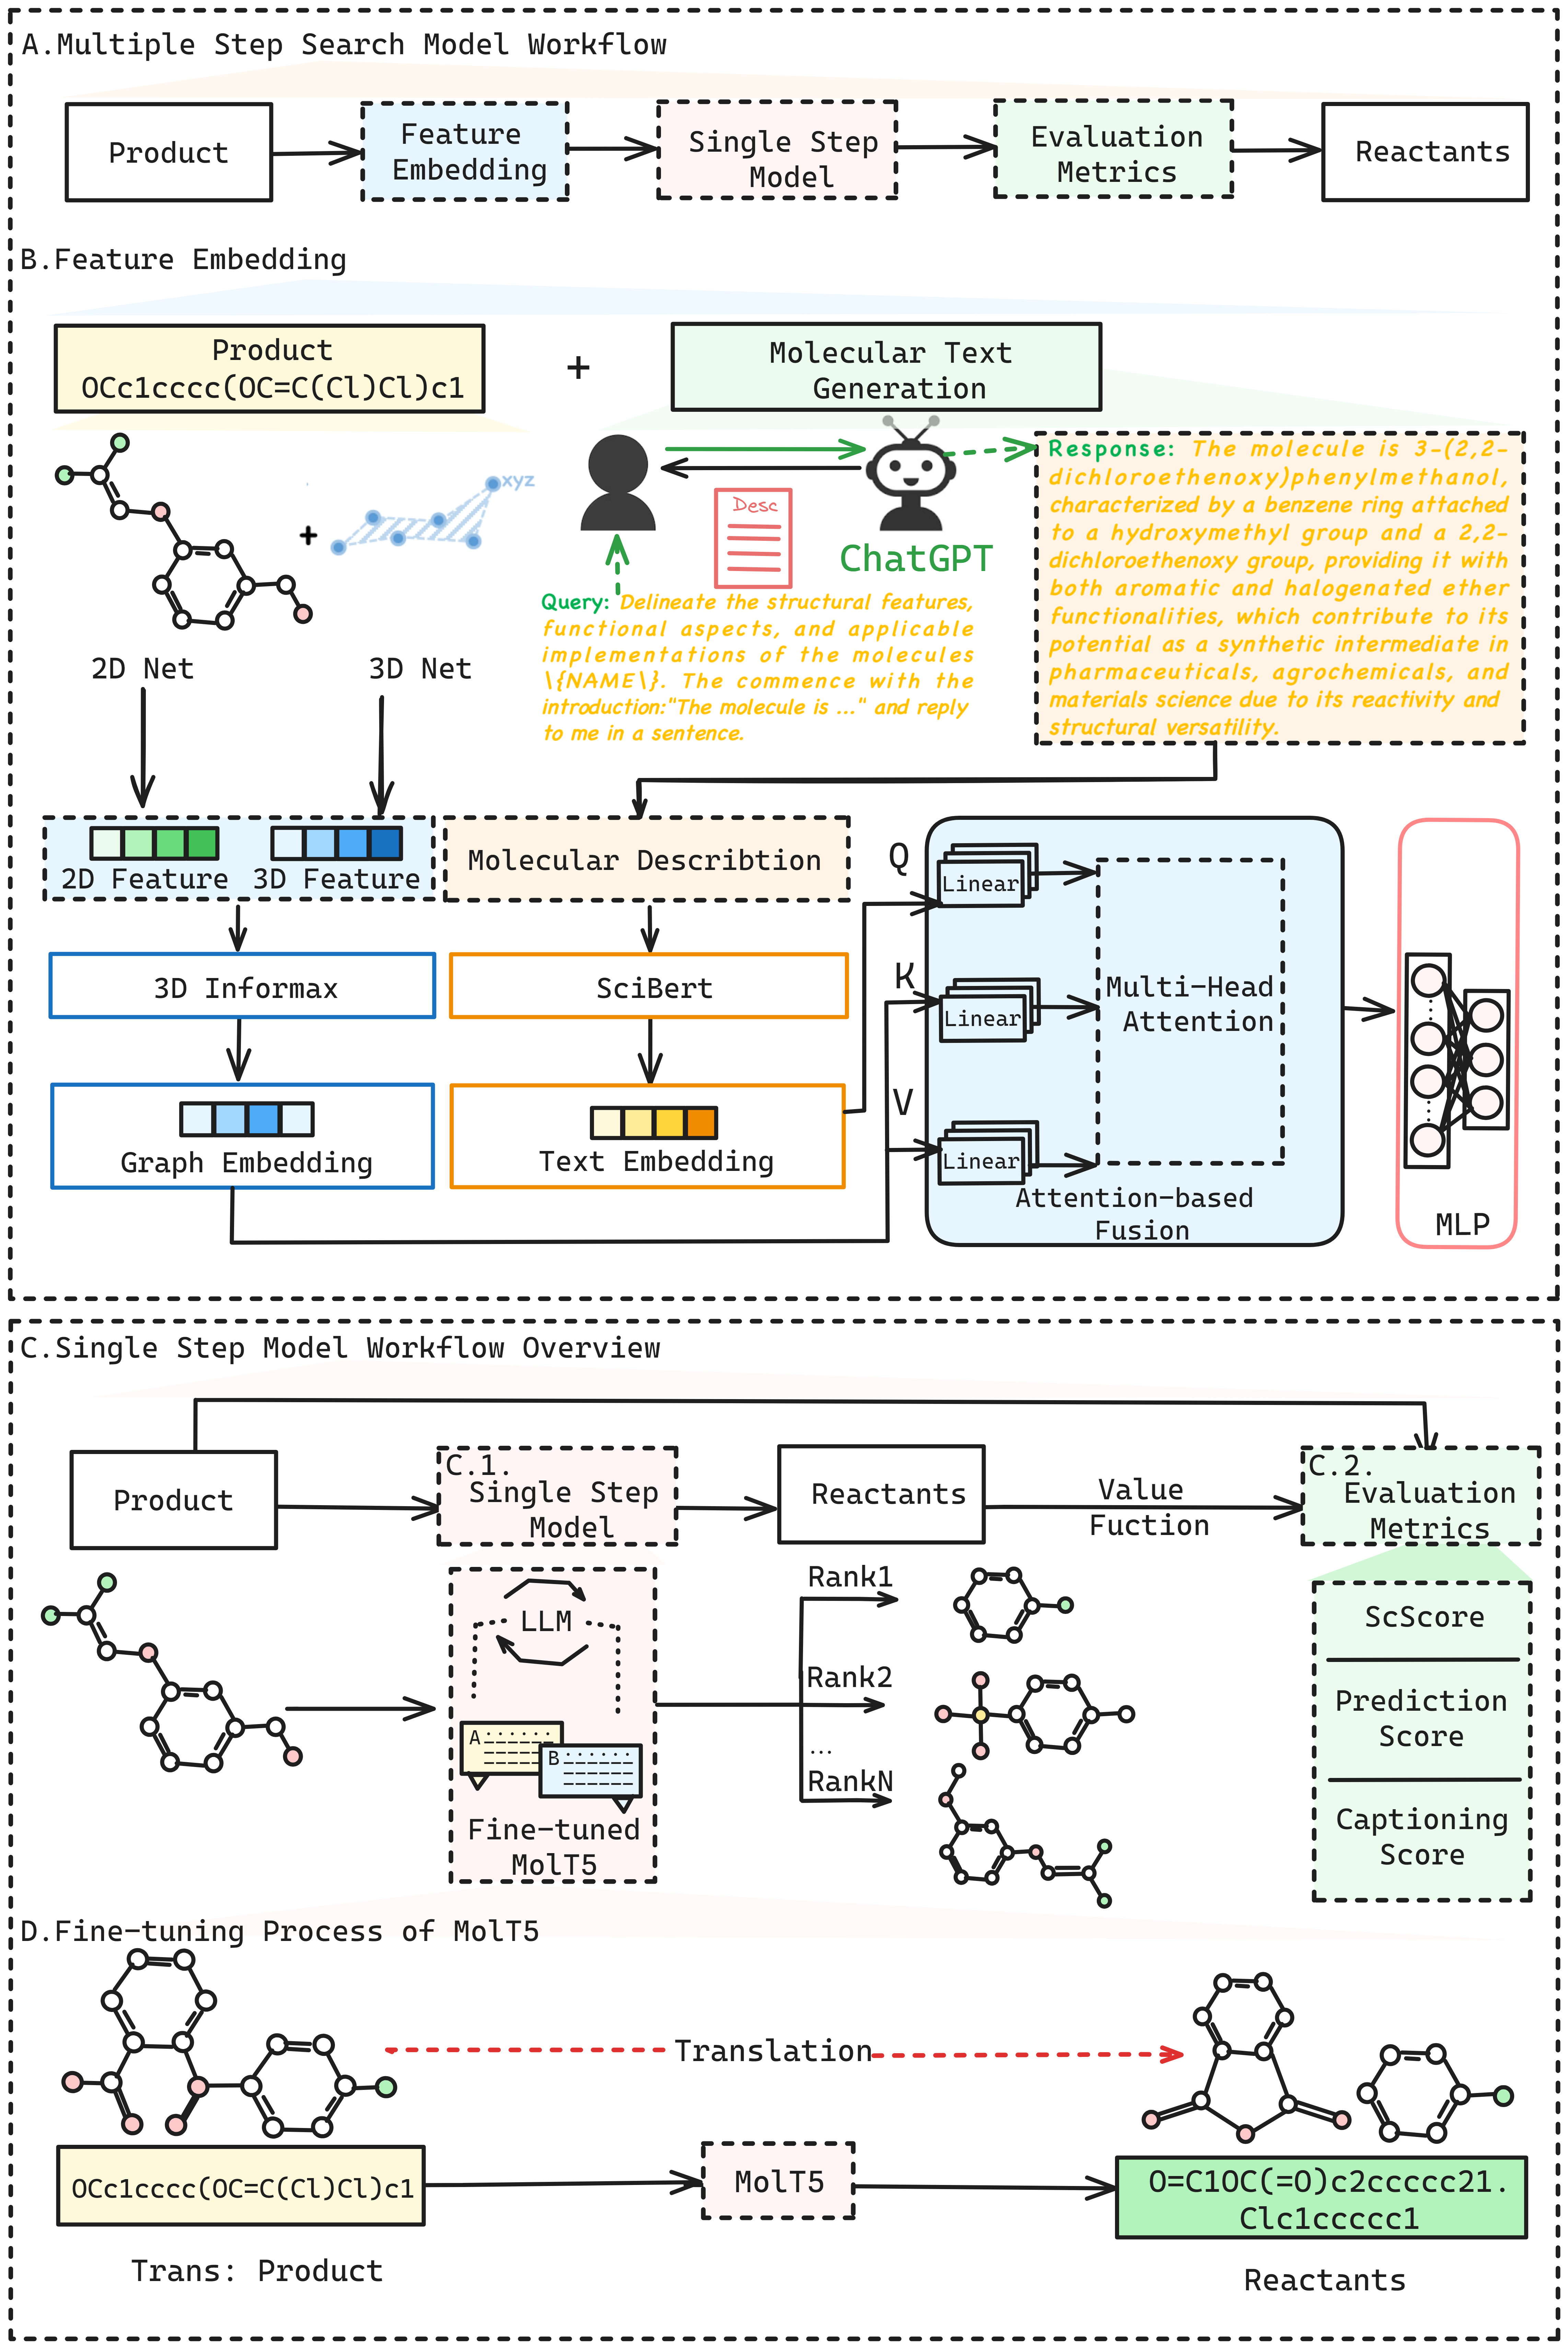 A.Multiple Step Search Model Workflow
Product
Feature
Embedding
Single Step
Model
Evaluation
Metrics
Reactants
B.Feature Embedding
Product
OCc1cccc(OC=C(Cl)Cl)c1
+
Molecular Text
Generation
+
xyz
Desc
ChatGPT
Response: The molecule is 3-(2,2-
dichloroethenoxy)phenylmethanol,
characterized by a benzene ring attached
to a hydroxymethyl group and a 2,2-
dichloroethenoxy group, providing it with
both aromatic and halogenated ether
functionalities, which contribute to its
potential as a synthetic intermediate in
pharmaceuticals, agrochemicals, and
materials science due to its reactivity and
structural versatility.
Query: Delineate the structural features,
functional aspects, and applicable
implementations of the molecules
\{NAME\}. The commence with the
introduction:"The molecule is ..." and reply
to me in a sentence.
2D Net
3D Net
2D Feature
3D Feature
Molecular Describtion
3D Informax
SciBert
Graph Embedding
Text Embedding
Q
K
V
Linear
Linear
Linear
Multi-Head
Attention
Attention-based
Fusion
MLP
C.Single Step Model Workflow Overview
Product
C.1.
Single Step
Model
Reactants
Value
Fuction
C.2.
Evaluation
Metrics
LLM
A
B
Fine-tuned
MolT5
Rank1
Rank2
...
RankN
ScScore
Prediction
Score
Captioning
Score
D.Fine-tuning Process of MolT5
Translation
OCc1cccc(OC=C(Cl)Cl)c1
MolT5
O=C1OC(=O)c2ccccc21.
Clc1ccccc1
Trans: Product
Reactants